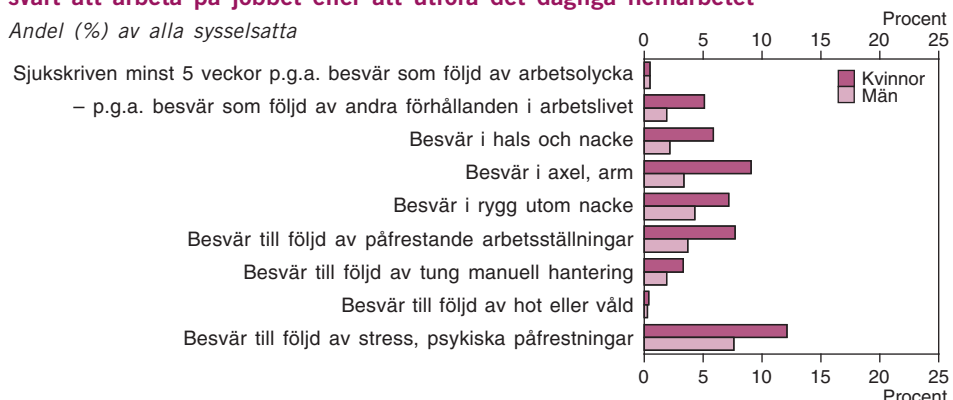 svårt att arbeta på jobbet eller att utföra det dagliga hemarbetet
Andel (%) av alla sysselsatta
Procent
0 5 10 15 20 25
Kvinnor
Män
Sjukskriven minst 5 veckor p.g.a. besvär som följd av arbetsolycka
– p.g.a. besvär som följd av andra förhållanden i arbetslivet
Besvär i hals och nacke
Besvär i axel, arm
Besvär i rygg utom nacke
Besvär till följd av påfrestande arbetsställningar
Besvär till följd av tung manuell hantering
Besvär till följd av hot eller våld
Besvär till följd av stress, psykiska påfrestningar
0 5 10 15 20 25
Procent